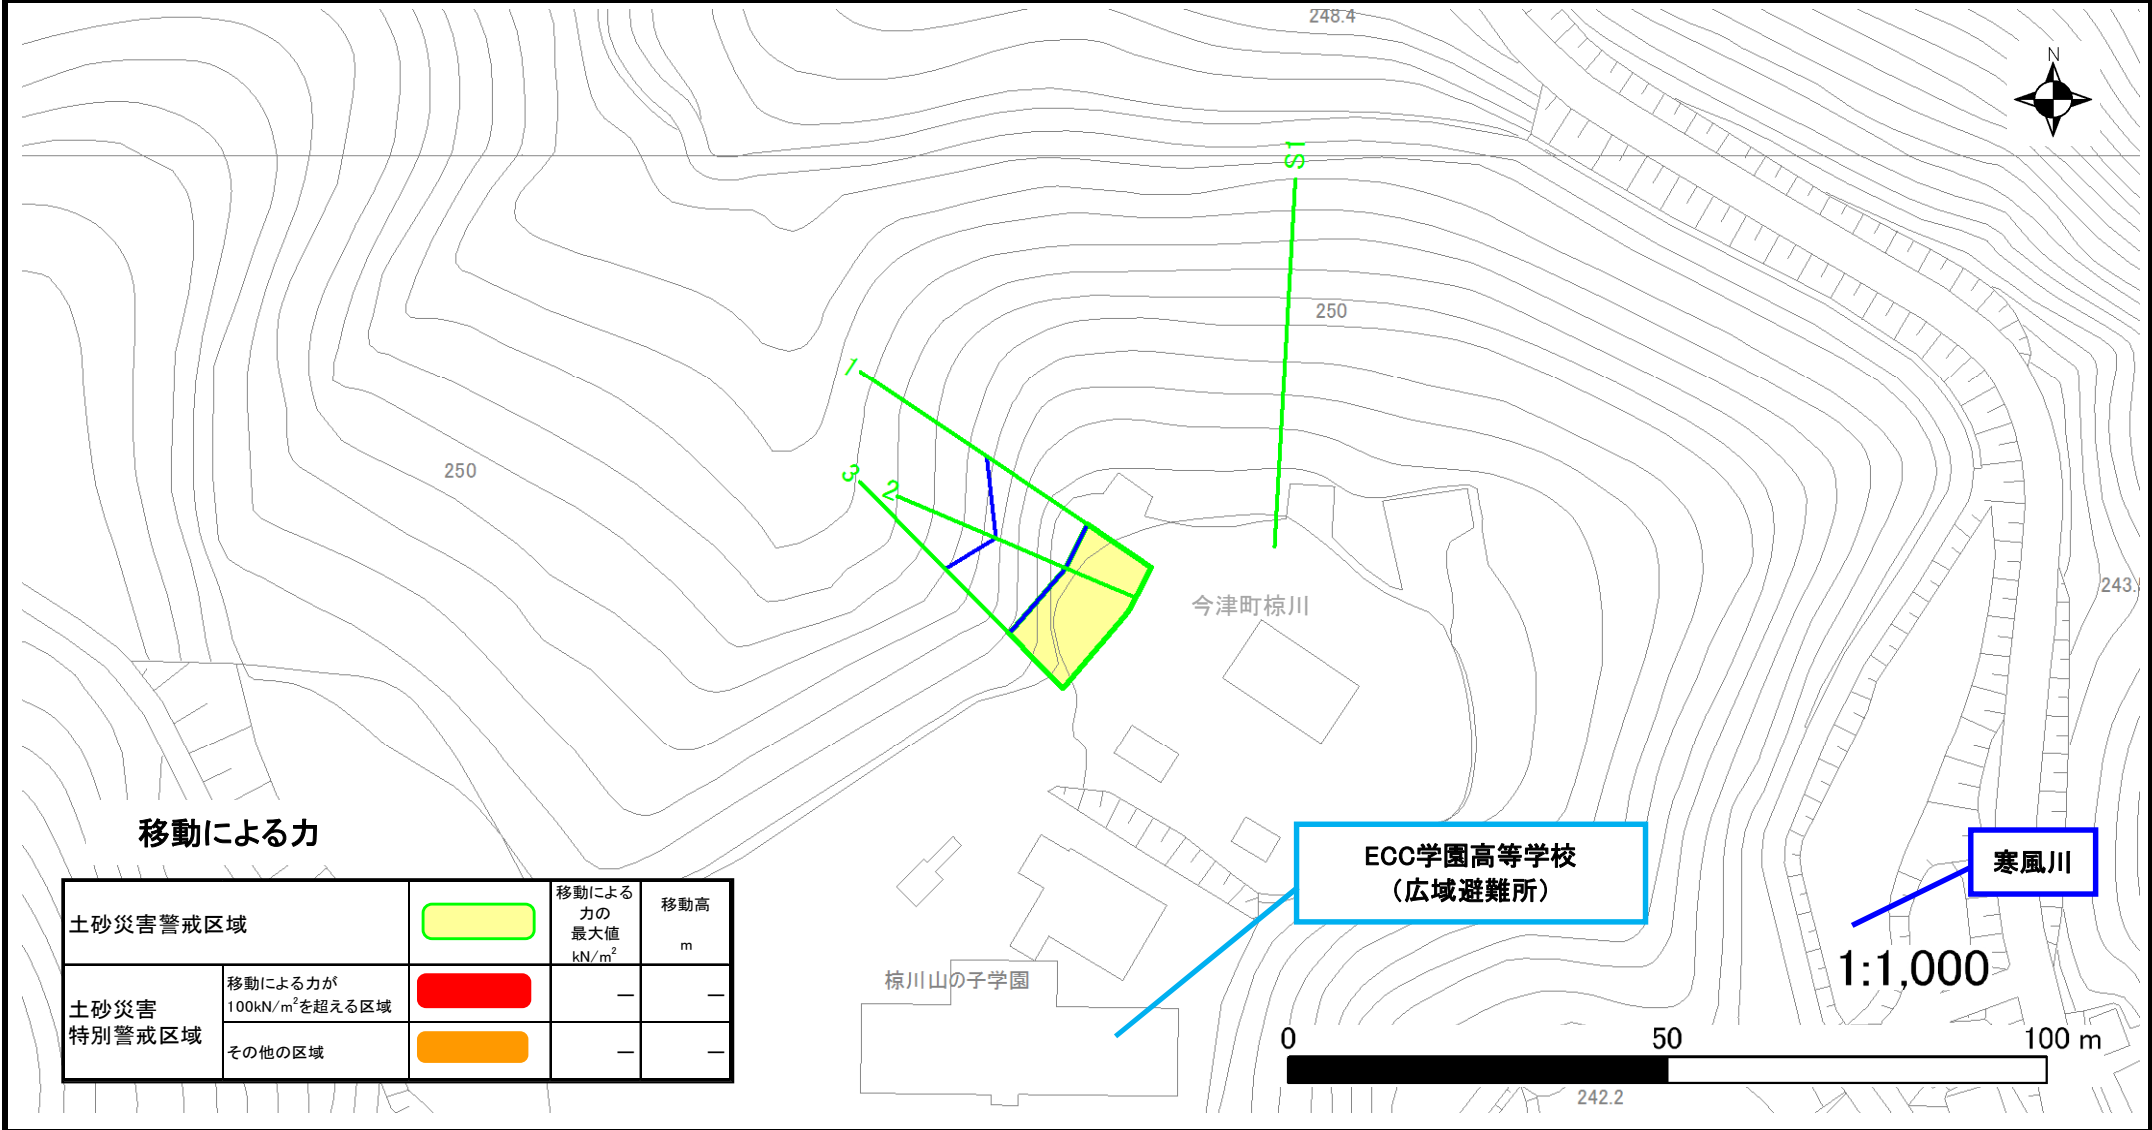 248.4
N
S1
250
1
3
2
250
今津町椋川
243.
移動による力
土砂災害警戒区域
移動による
力の
最大値
kN/m²
移動高
m
土砂災害
特別警戒区域
移動による力が
100kN/m²を超える区域
—
—
その他の区域
—
—
ECC学園高等学校
（広域避難所）
寒風川
椋川山の子学園
1:1,000
0
50
100 m
242.2